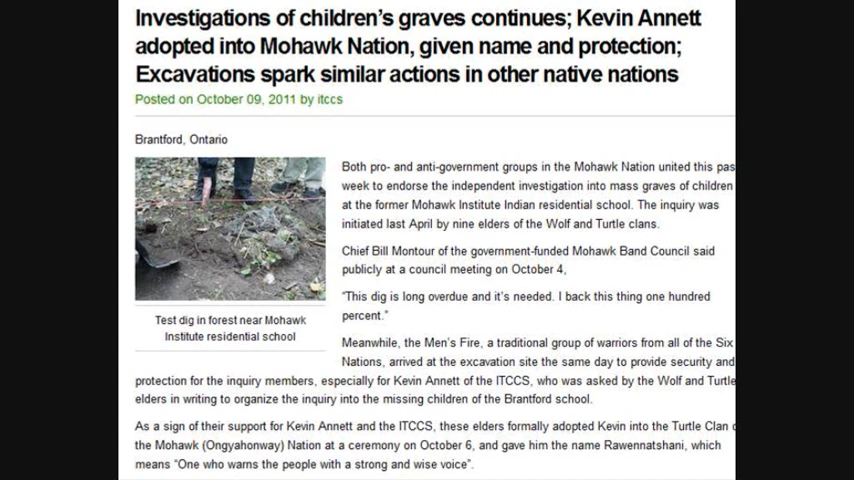 Investigations of children's graves continues; Kevin Annett
adopted into Mohawk Nation, given name and protection;
Excavations spark similar actions in other native nations
Posted on October 09, 2011 by itccs
Brantford, Ontario
Both pro- and anti-government groups in the Mohawk Nation united this pas
week to endorse the independent investigation into mass graves of children
at the former Mohawk Institute Indian residential school. The inquiry was
initiated last April by nine elders of the Wolf and Turtle clans.
Chief Bill Montour of the government-funded Mohawk Band Council said
publicly at a council meeting on October 4,
"This dig is long overdue and it's needed. I back this thing one hundred
percent."
Test dig in forest near Mohawk
Institute residential school
Meanwhile, the Men's Fire, a traditional group of warriors from all of the Six
Nations, arrived at the excavation site the same day to provide security and
protection for the inquiry members, especially for Kevin Annett of the ITCCS, who was asked by the Wolf and Turtle
elders in writing to organize the inquiry into the missing children of the Brantford school.
As a sign of their support for Kevin Annett and the ITCCS, these elders formally adopted Kevin into the Turtle Clan
the Mohawk (Ongyahonway) Nation at a ceremony on October 6, and gave him the name Rawennatshani, which
means "One who warns the people with a strong and wise voice".